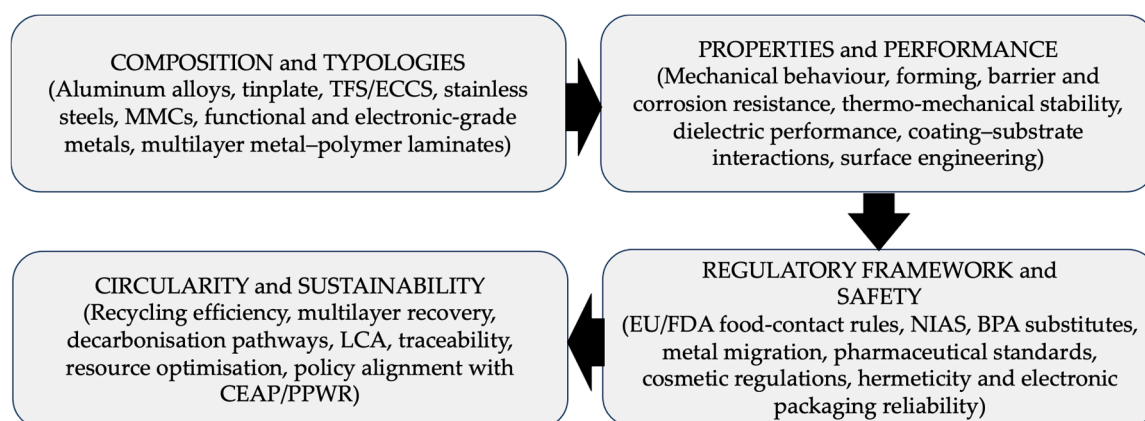 COMPOSITION and TYPOLOGIES
(Aluminum alloys, tinplate, TFS/ECCS, stainless
steels, MMCs, functional and electronic-grade
metals, multilayer metal–polymer laminates)
PROPERTIES and PERFORMANCE
(Mechanical behaviour, forming, barrier and
corrosion resistance, thermo-mechanical stability,
dielectric performance, coating–substrate
interactions, surface engineering)
REGULATORY FRAMEWORK and
SAFETY
(EU/FDA food-contact rules, NIAS, BPA substitutes,
metal migration, pharmaceutical standards,
cosmetic regulations, hermeticity and electronic
packaging reliability)
CIRCULARITY and SUSTAINABILITY
(Recycling efficiency, multilayer recovery,
decarbonisation pathways, LCA, traceability,
resource optimisation, policy alignment with
CEAP/PPWR)